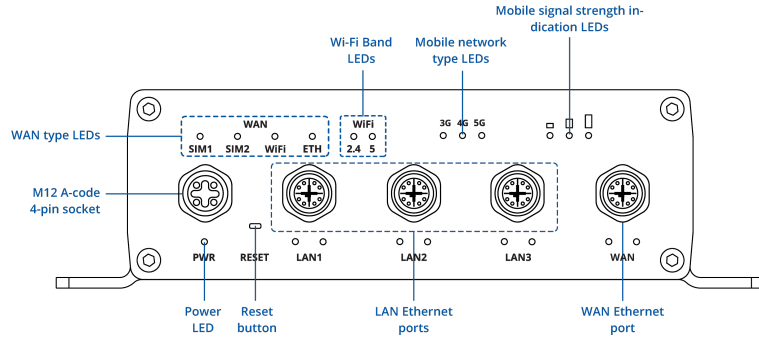 Mobile signal strength in-
dication LEDs
Wi-Fi Band
LEDs
Mobile network
type LEDs
WAN
WiFi
3G 4G 5G
WAN type LEDs
SIM1 SIM2 WiFi ETH
2.4 5
M12 A-code
4-pin socket
PWR RESET LAN1 LAN2 LAN3 WAN
Power
LED
Reset
button
LAN Ethernet
ports
WAN Ethernet
port